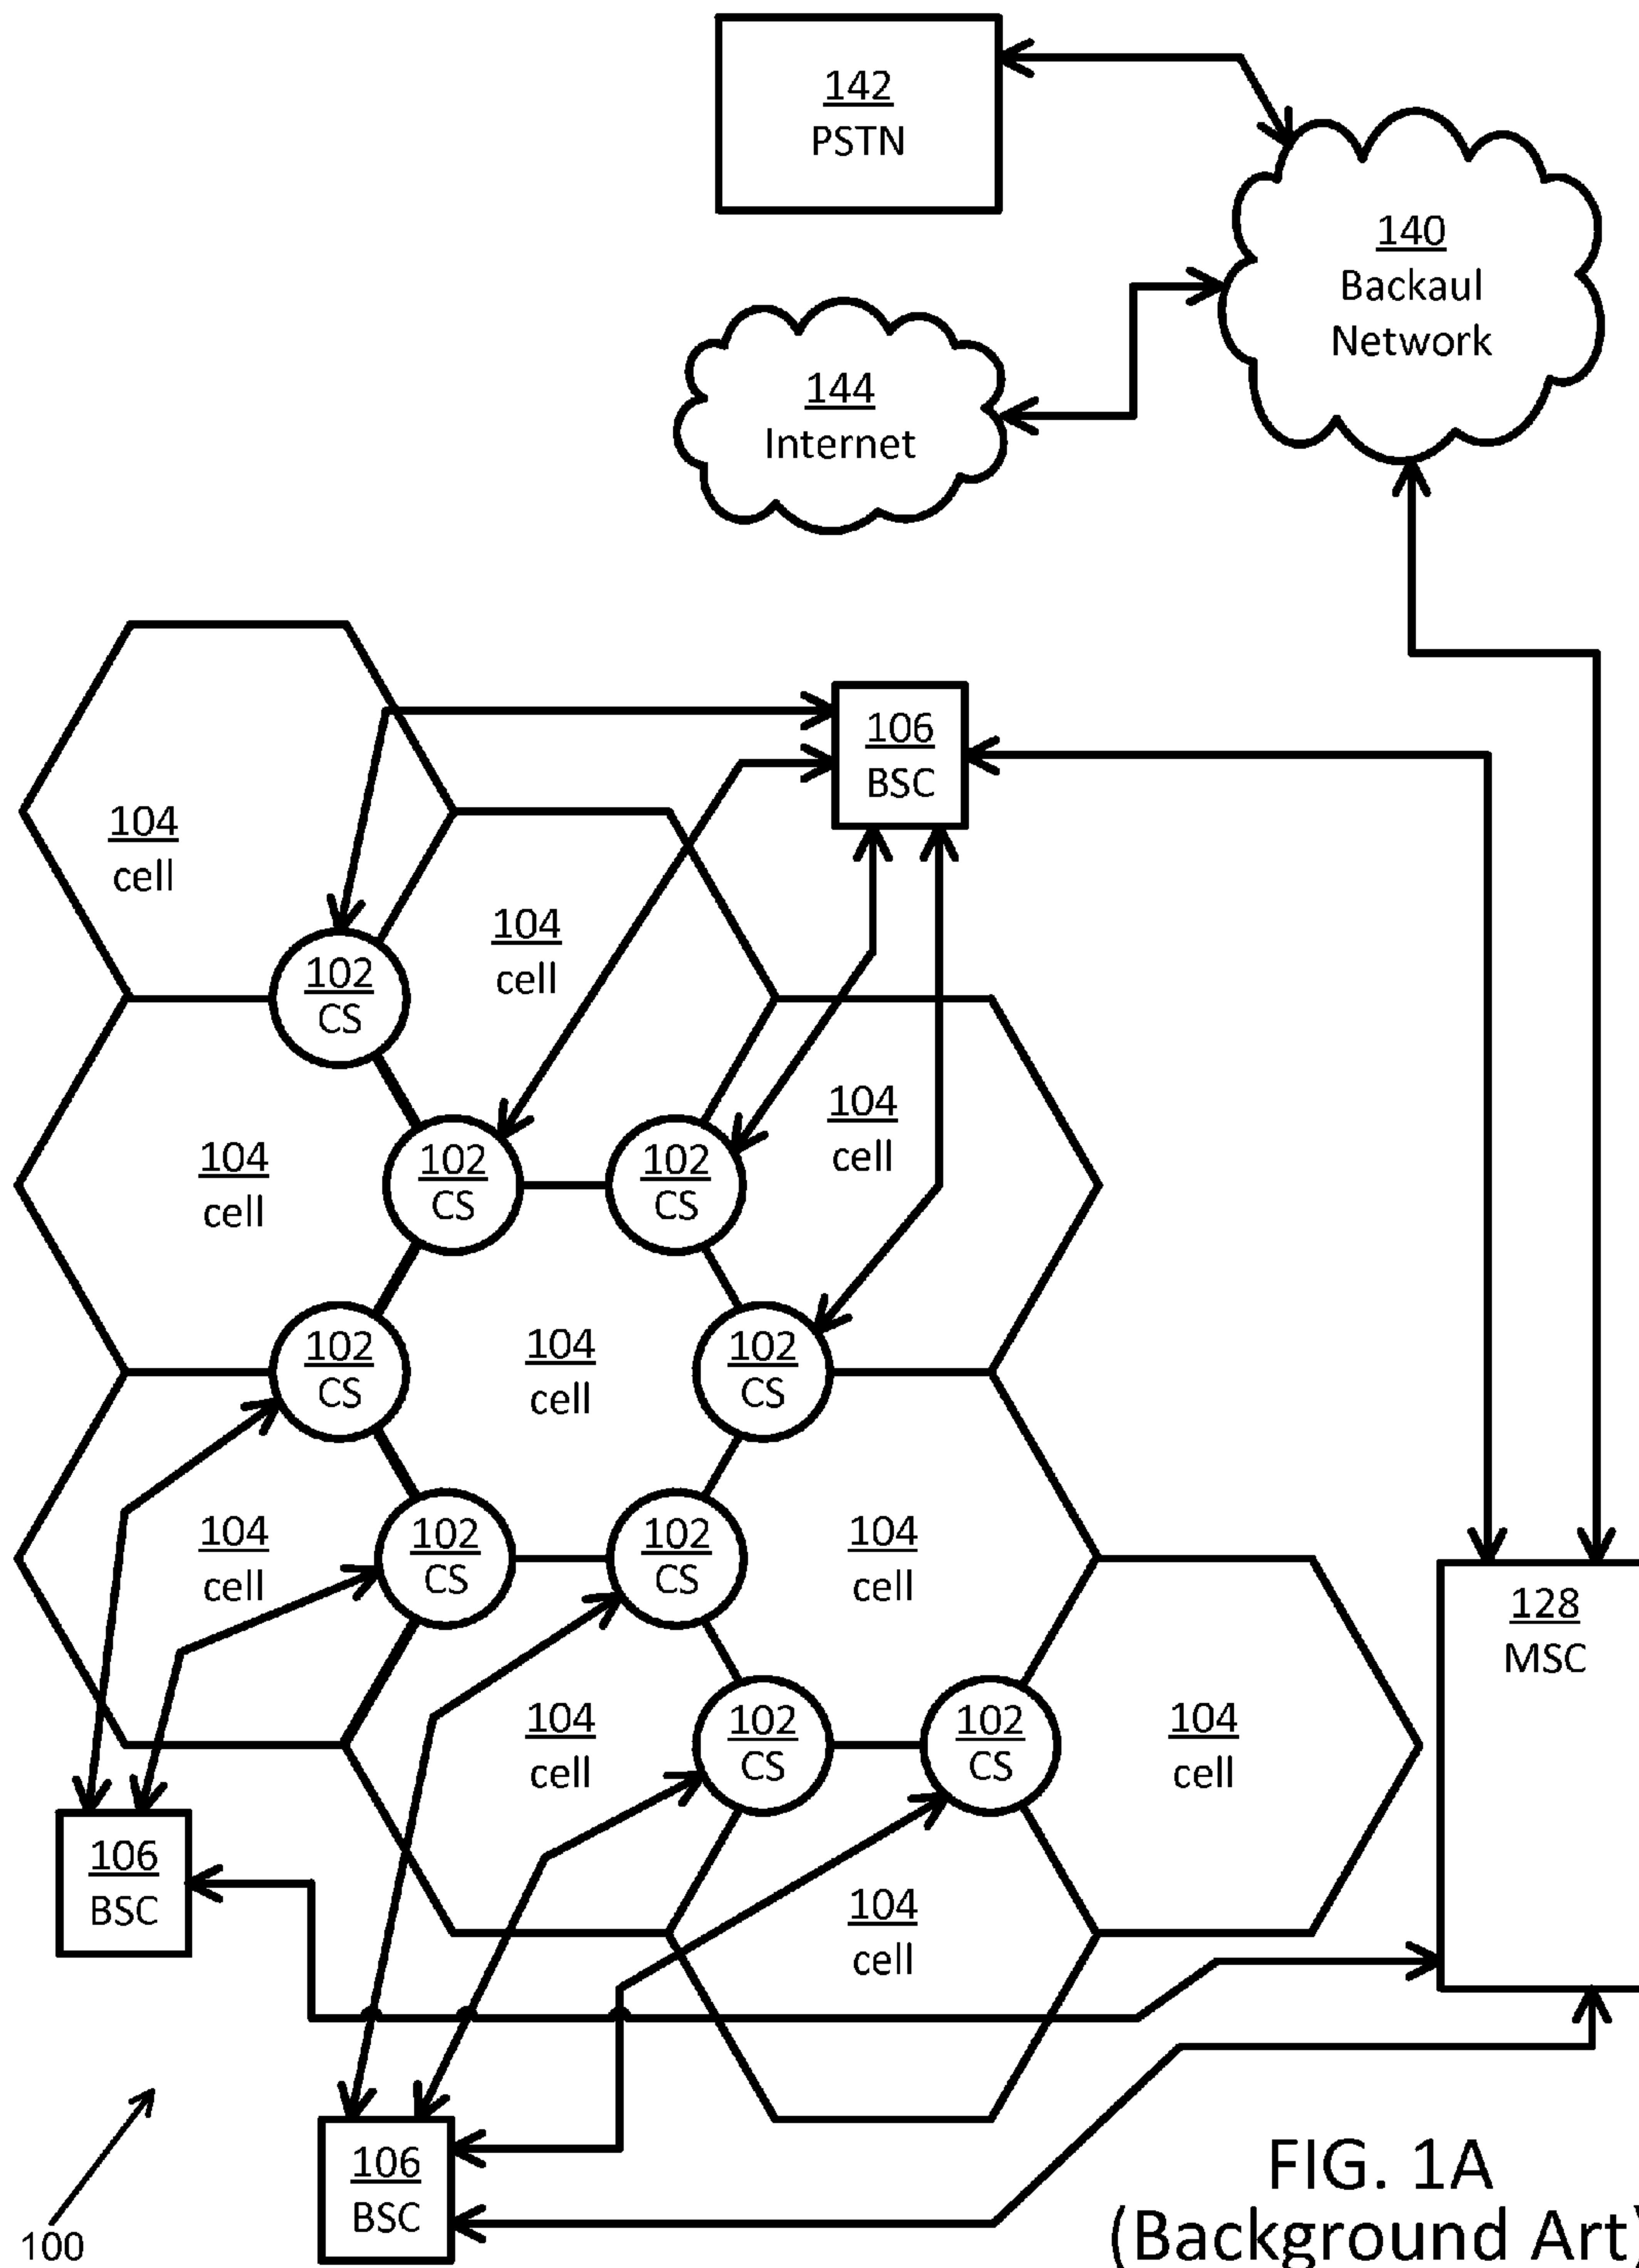 142
PSTN
140
Backaul
Network
144
Internet
106
BSC
104
cell
104
cell
102
CS
104
cell
104
cell
102
CS
102
CS
104
cell
102
CS
102
CS
104
cell
104
cell
102
CS
102
CS
128
MSC
104
cell
102
CS
102
CS
104
cell
106
BSC
104
cell
106
BSC
100
FIG. 1A
(Background Art)